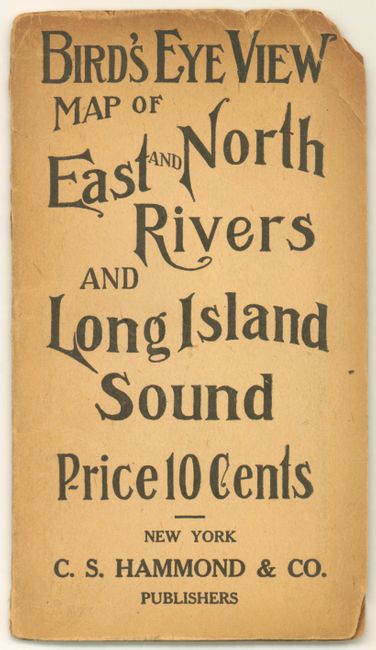 BIRD'S EYE VIEW
MAP OF
East AND North
Rivers
AND
Long Island
Sound
Price 10 Cents
NEW YORK
C. S. HAMMOND & CO.
PUBLISHERS